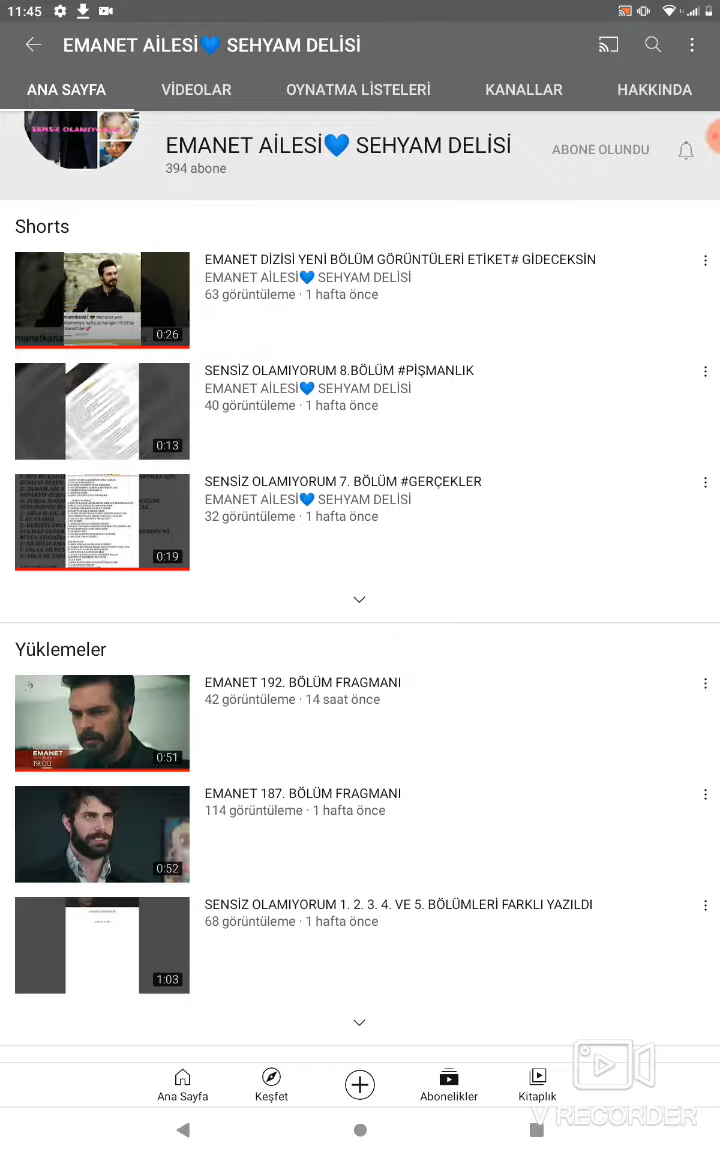 11:45
EMANET AİLESİ💙 SEHYAM DELİSİ
ANA SAYFA
VİDEOLAR
OYNATMA LİSTELERİ
KANALLAR
HAKKINDA
SENSİZ OLAMIYORUM
EMANET AİLESİ💙 SEHYAM DELİSİ
394 abone
ABONE OLUNDU
Shorts
EMANET DİZİSİ YENİ BÖLÜM GÖRÜNTÜLERİ ETİKET# GİDECEKSİN
EMANET AİLESİ💙 SEHYAM DELİSİ
63 görüntüleme · 1 hafta önce
0:26
SENSİZ OLAMIYORUM 8.BÖLÜM #PİŞMANLIK
EMANET AİLESİ💙 SEHYAM DELİSİ
40 görüntüleme · 1 hafta önce
0:13
SENSİZ OLAMIYORUM 7. BÖLÜM #GERÇEKLER
EMANET AİLESİ💙 SEHYAM DELİSİ
32 görüntüleme · 1 hafta önce
0:19
Yüklemeler
EMANET 192. BÖLÜM FRAGMANI
42 görüntüleme · 14 saat önce
EMANET
19:00
0:51
EMANET 187. BÖLÜM FRAGMANI
114 görüntüleme · 1 hafta önce
0:52
SENSİZ OLAMIYORUM 1. 2. 3. 4. VE 5. BÖLÜMLERİ FARKLI YAZILDI
68 görüntüleme · 1 hafta önce
1:03
Ana Sayfa
Keşfet
Abonelikler
Kitaplık
V RECORDER